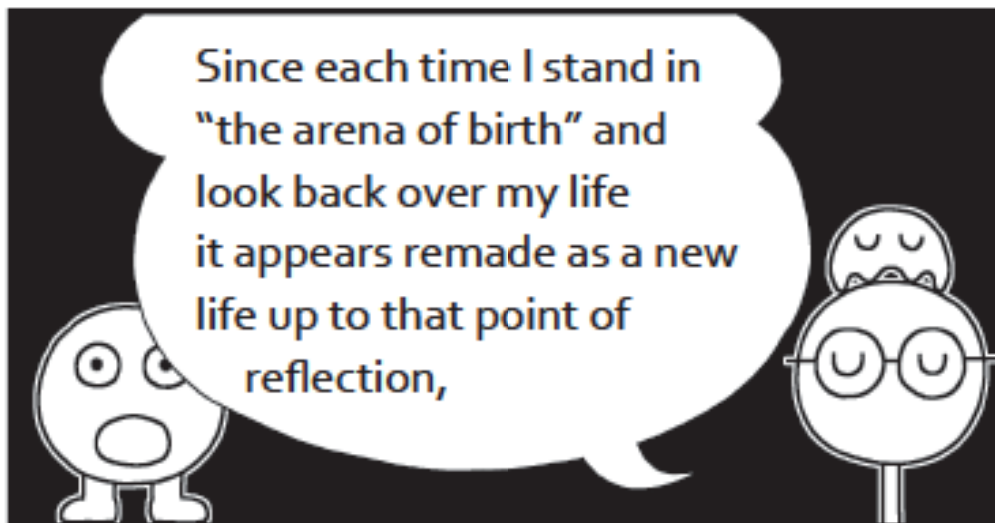 Since each time I stand in
“the arena of birth” and
look back over my life
it appears remade as a new
life up to that point of
reflection,